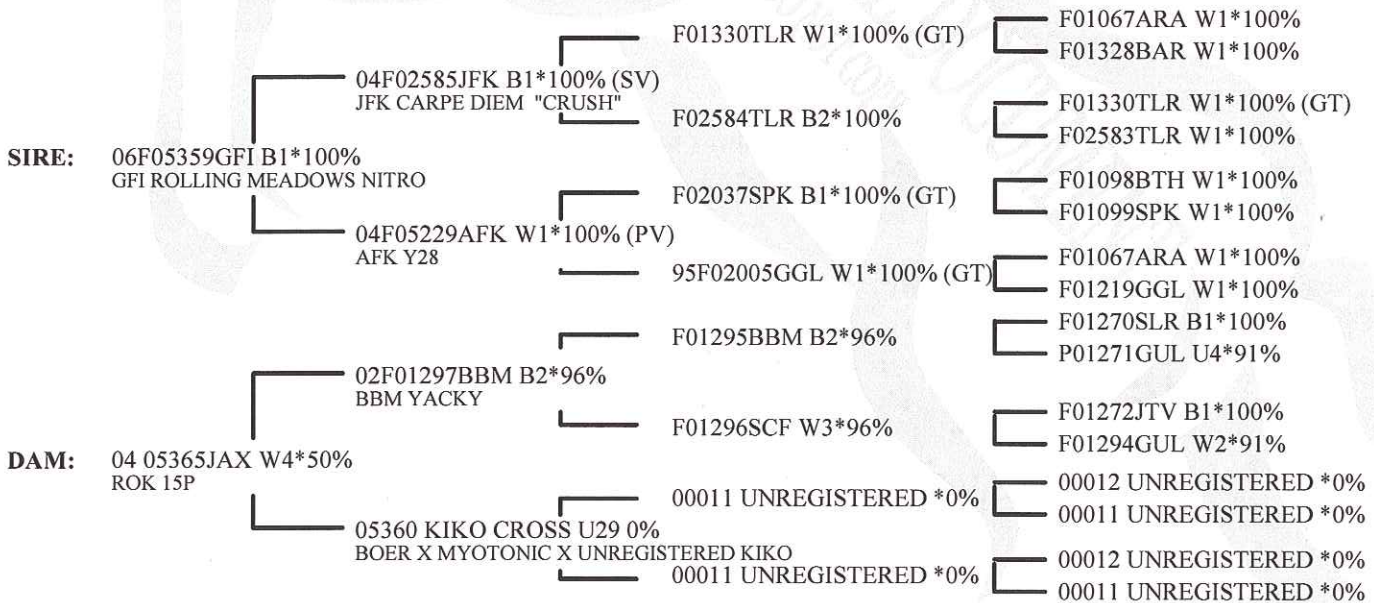 F01067ARA W1*100%
F01330TLR W1*100% (GT)
F01328BAR W1*100%
04F02585JFK B1*100% (SV)
JFK CARPE DIEM "CRUSH"
F01330TLR W1*100% (GT)
F02584TLR B2*100%
F02583TLR W1*100%
SIRE: 06F05359GFI B1*100%
GFI ROLLING MEADOWS NITRO
F01098BTH W1*100%
F02037SPK B1*100% (GT)
F01099SPK W1*100%
04F05229AFK W1*100% (PV)
AFK Y28
F01067ARA W1*100%
95F02005GGL W1*100% (GT)
F01219GGL W1*100%
F01270SLR B1*100%
F01295BBM B2*96%
P01271GUL U4*91%
02F01297BBM B2*96%
BBM YACKY
F01272JTV B1*100%
F01296SCF W3*96%
F01294GUL W2*91%
DAM: 04 05365JAX W4*50%
ROK 15P
00012 UNREGISTERED *0%
00011 UNREGISTERED *0%
00011 UNREGISTERED *0%
05360 KIKO CROSS U29 0%
BOER X MYOTONIC X UNREGISTERED KIKO
00012 UNREGISTERED *0%
00011 UNREGISTERED *0%
00011 UNREGISTERED *0%